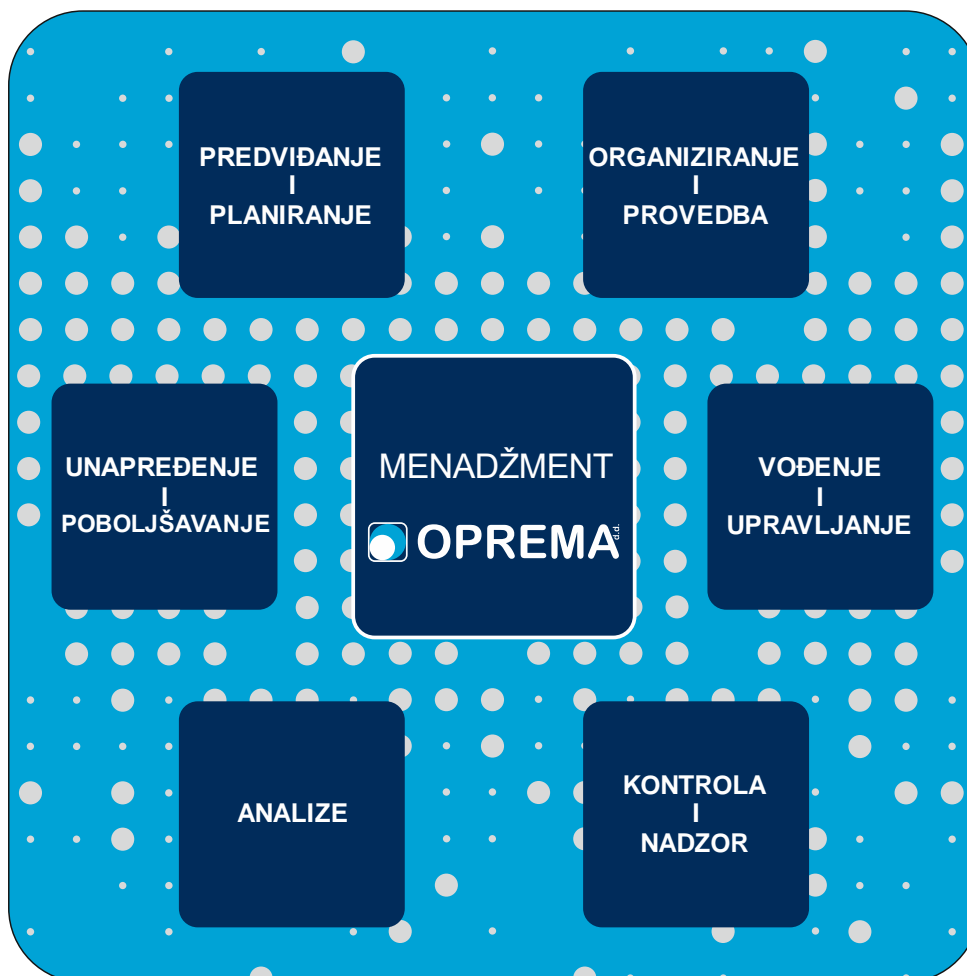 PREDVIĐANJE
I
PLANIRANJE
ORGANIZIRANJE
I
PROVEDBA
UNAPREĐENJE
I
POBOLJŠAVANJE
MENADŽMENT
OPREMA d.d.
VOĐENJE
I
UPRAVLJANJE
ANALIZE
KONTROLA
I
NADZOR